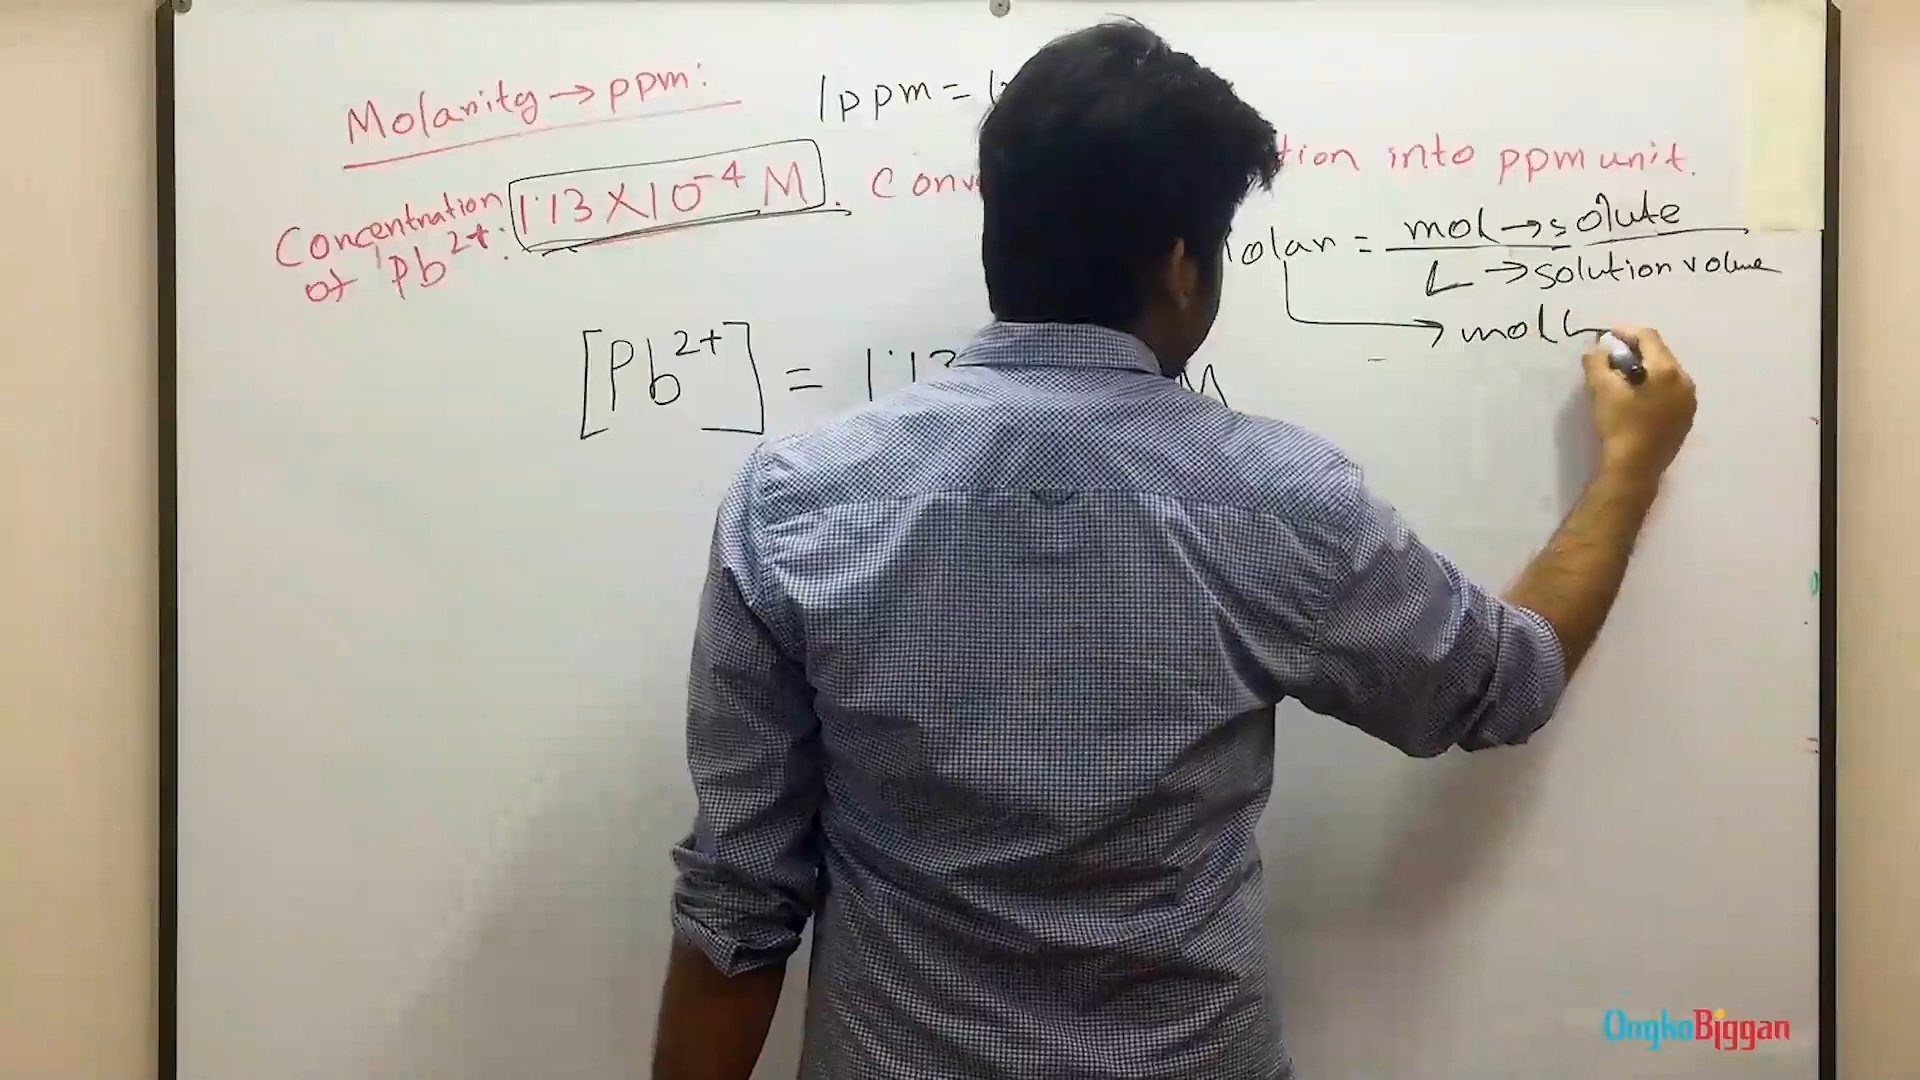 Molarity → ppm:
1ppm = 1
Concentration of Pb²⁺: 1.13 × 10⁻⁴ M. Conv tion into ppm unit.
olar = mol → solute / L → solution volume
→ mol L
[Pb²⁺] = 1.13 M
OngkoBiggan